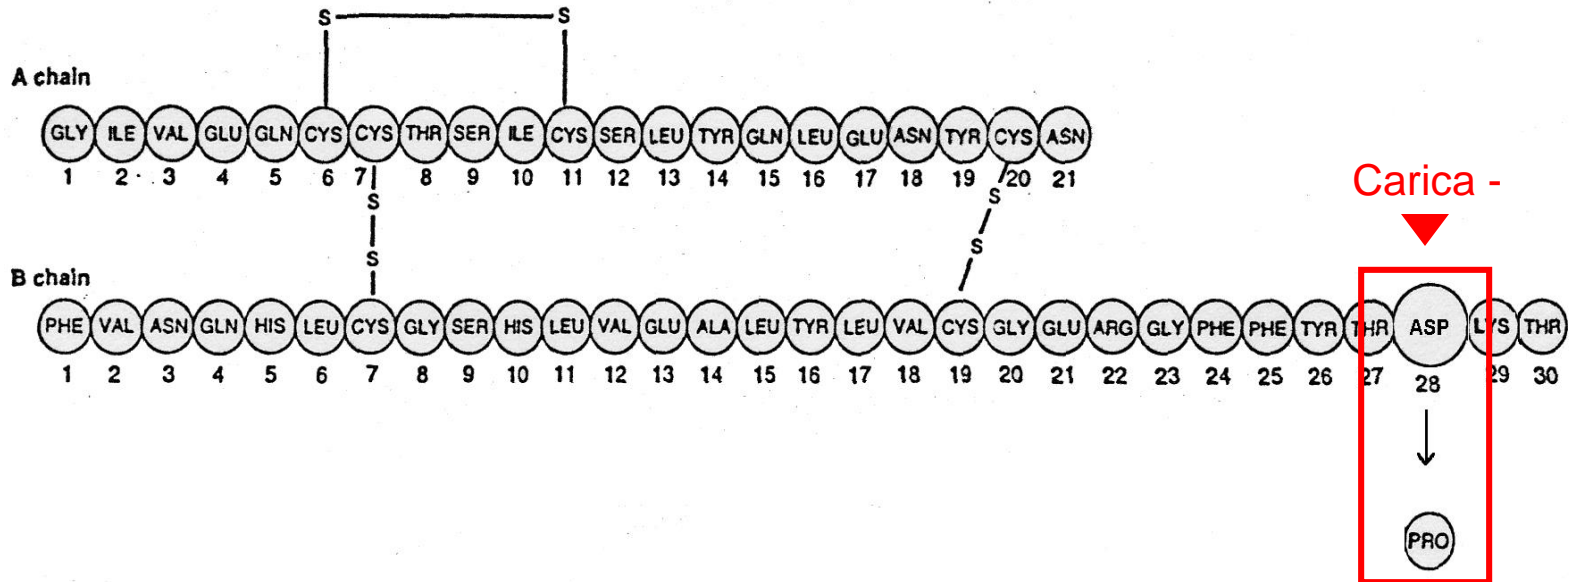 S S
A chain
GLY ILE VAL GLU GLN CYS CYS THR SER ILE CYS SER LEU TYR GLN LEU GLU ASN TYR CYS ASN
1 2 3 4 5 6 7 8 9 10 11 12 13 14 15 16 17 18 19 20 21
Carica -
S S
S S
B chain
PHE VAL ASN GLN HIS LEU CYS GLY SER HIS LEU VAL GLU ALA LEU TYR LEU VAL CYS GLY GLU ARG GLY PHE PHE TYR THR ASP LYS THR
1 2 3 4 5 6 7 8 9 10 11 12 13 14 15 16 17 18 19 20 21 22 23 24 25 26 27 28 29 30
PRO